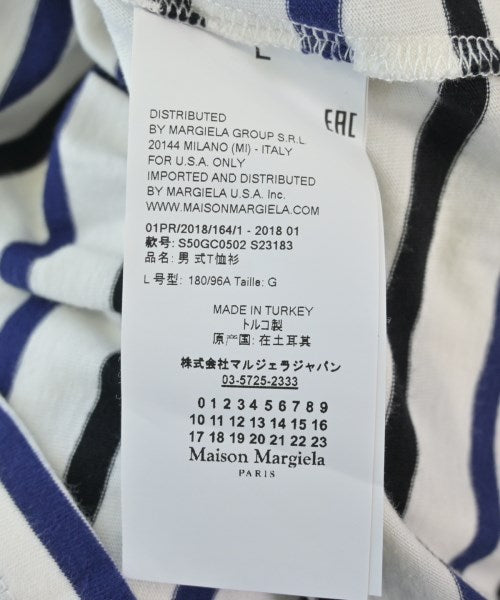 L
DISTRIBUTED
BY MARGIELA GROUP S.R.L
20144 MILANO (MI) - ITALY
FOR U.S.A. ONLY
IMPORTED AND DISTRIBUTED
BY MARGIELA U.S.A. Inc.
WWW.MAISONMARGIELA.COM
EAC
01PR/2018/164/1 - 2018 01
款号: S50GC0502 S23183
品名: 男 式T恤衫
L 号型: 180/96A Taille: G
MADE IN TURKEY
トルコ製
原产国: 在土耳其
株式会社マルジェラジャパン
03-5725-2333
0 1 2 3 4 5 6 7 8 9
10 11 12 13 14 15 16
17 18 19 20 21 22 23
Maison Margiela
PARIS